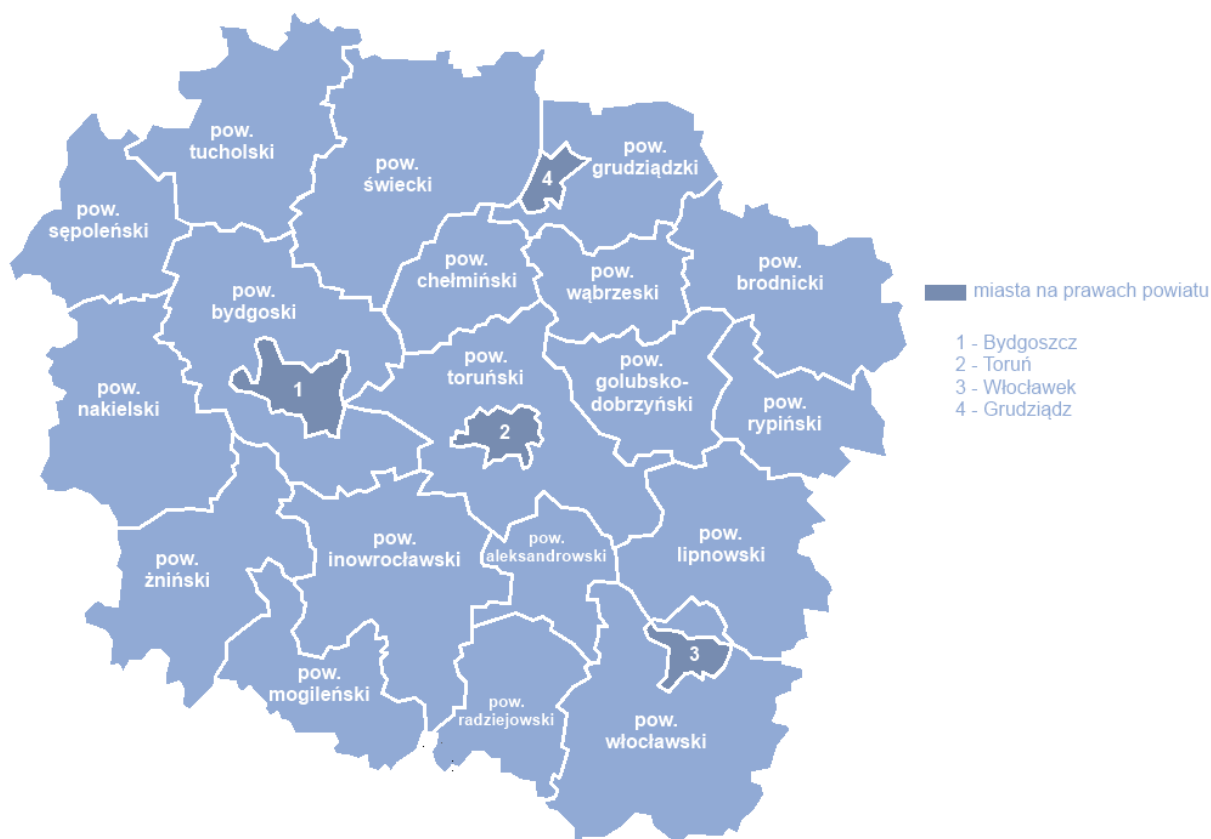 pow.
tucholski
pow.
świecki
4
pow.
grudziądzki
pow.
sępoleński
pow.
chełmiński
pow.
wąbrzeski
pow.
brodnicki
pow.
bydgoski
1
pow.
nakielski
pow.
toruński
2
pow.
golubsko-
dobrzyński
pow.
rypiński
pow.
żniński
pow.
inowrocławski
pow.
aleksandrowski
pow.
lipnowski
pow.
mogileński
pow.
radziejowski
3
pow.
włocławski
miasta na prawach powiatu
1 - Bydgoszcz
2 - Toruń
3 - Włocławek
4 - Grudziądz